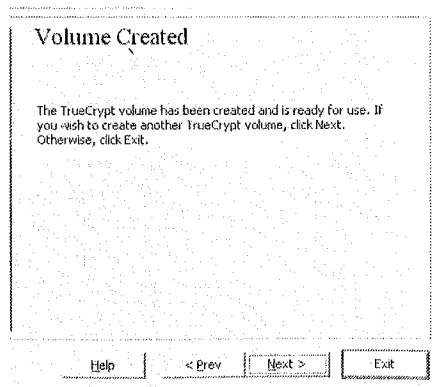 Volume Created
The TrueCrypt volume has been created and is ready for use. If
you wish to create another TrueCrypt volume, click Next.
Otherwise, click Exit.
Help
< Prev
Next >
Exit